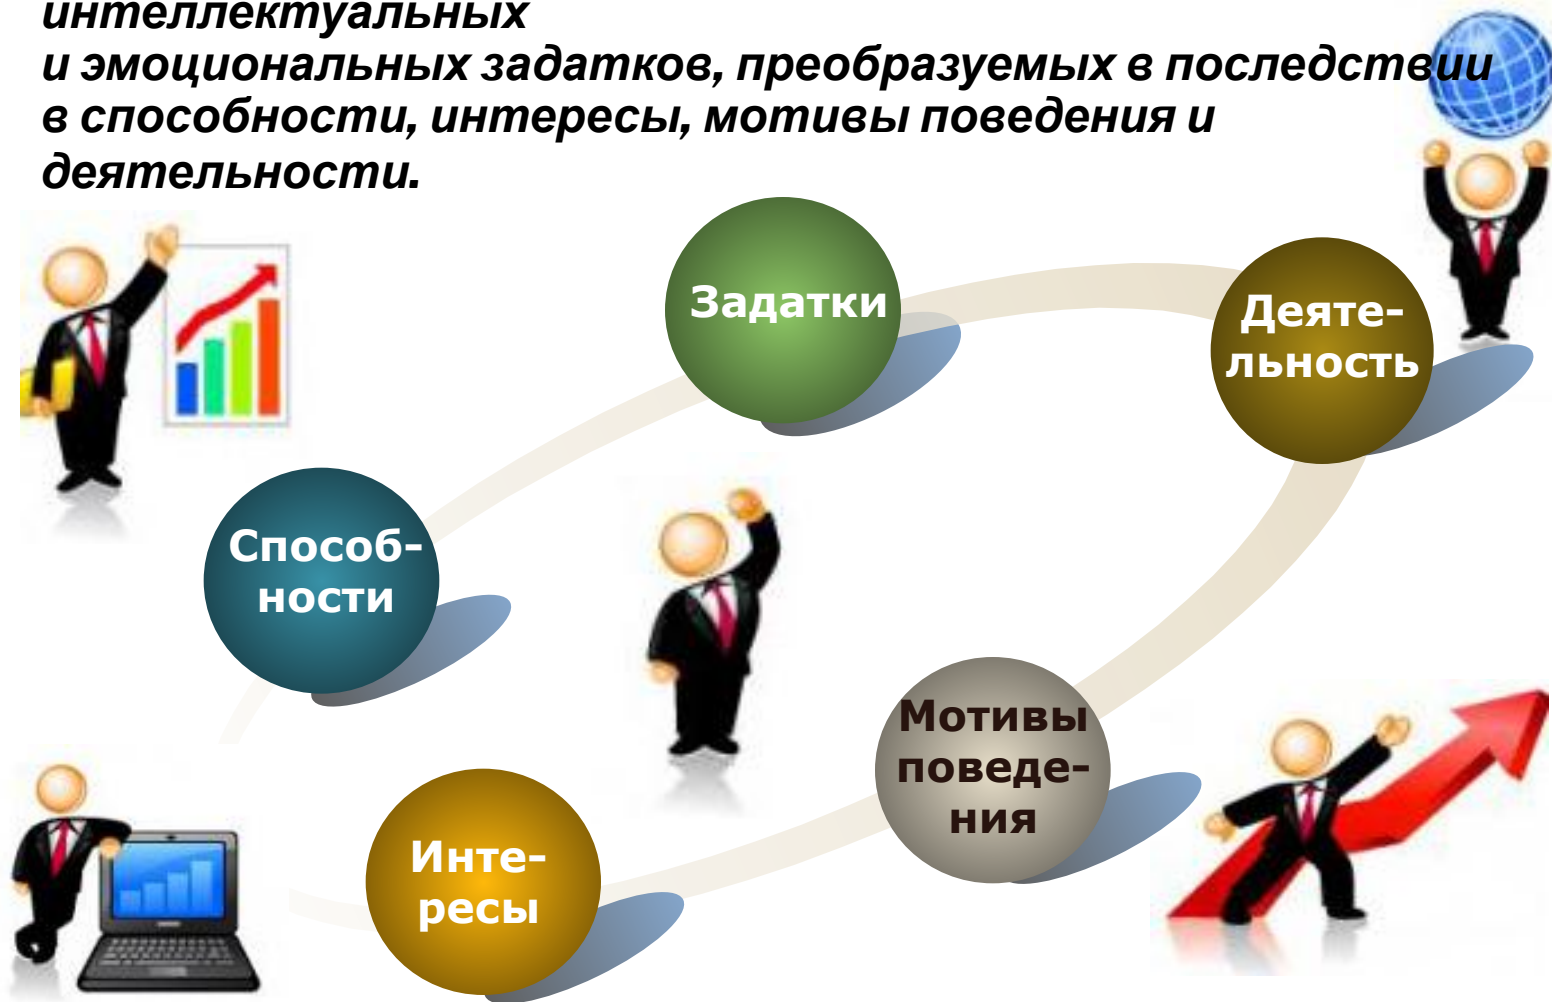 интеллектуальных
и эмоциональных задатков, преобразуемых в последствии
в способности, интересы, мотивы поведения и
деятельности.
Задатки
Деяте-
льность
Способ-
ности
Мотивы
поведе-
ния
Инте-
ресы